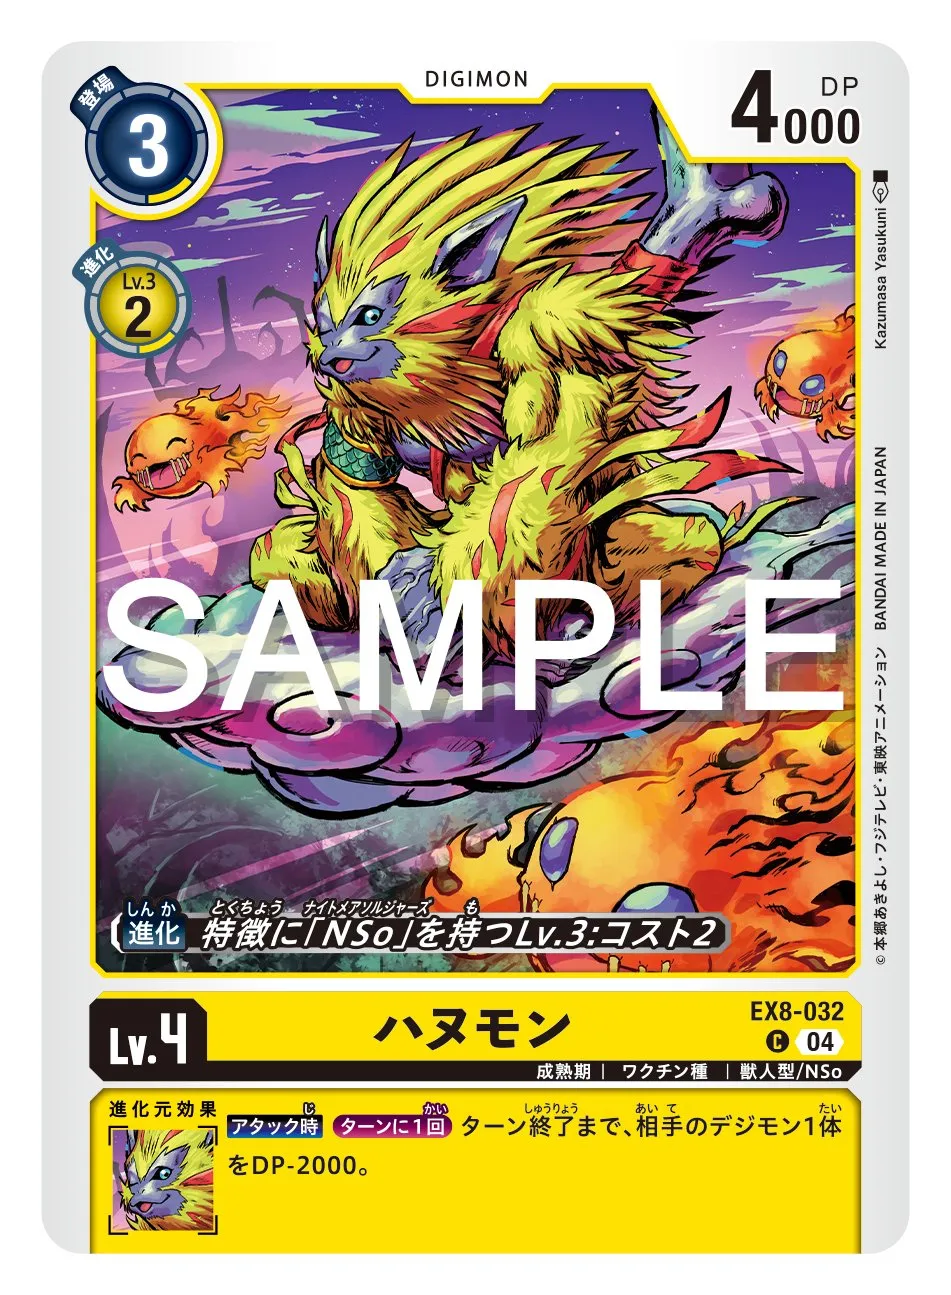 DIGIMON
登場
3
DP
4000
進化
Lv.3
2
Kazumasa Yasukuni
BANDAI MADE IN JAPAN
©本郷あきよし・フジテレビ・東映アニメーション
SAMPLE
しんか とくちょう ナイトメアソルジャーズ も
進化 特徴に「NSo」を持つLv.3:コスト2
Lv.4
ハヌモン
EX8-032
C 04
成熟期 | ワクチン種 | 獣人型/NSo
進化元効果
じ かい しゅうりょう あいて たい
アタック時 ターンに1回 ターン終了まで、相手のデジモン1体
をDP-2000。